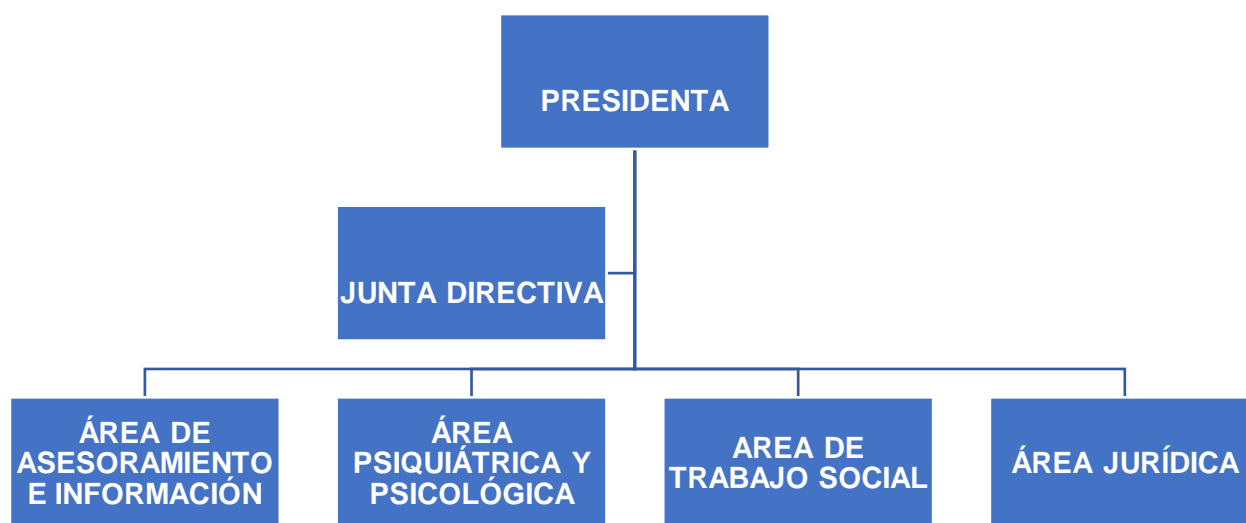 PRESIDENTA
JUNTA DIRECTIVA
ÁREA DE
ASESORAMIENTO
E INFORMACIÓN
ÁREA
PSIQUIÁTRICA Y
PSICOLÓGICA
AREA DE
TRABAJO SOCIAL
ÁREA JURÍDICA